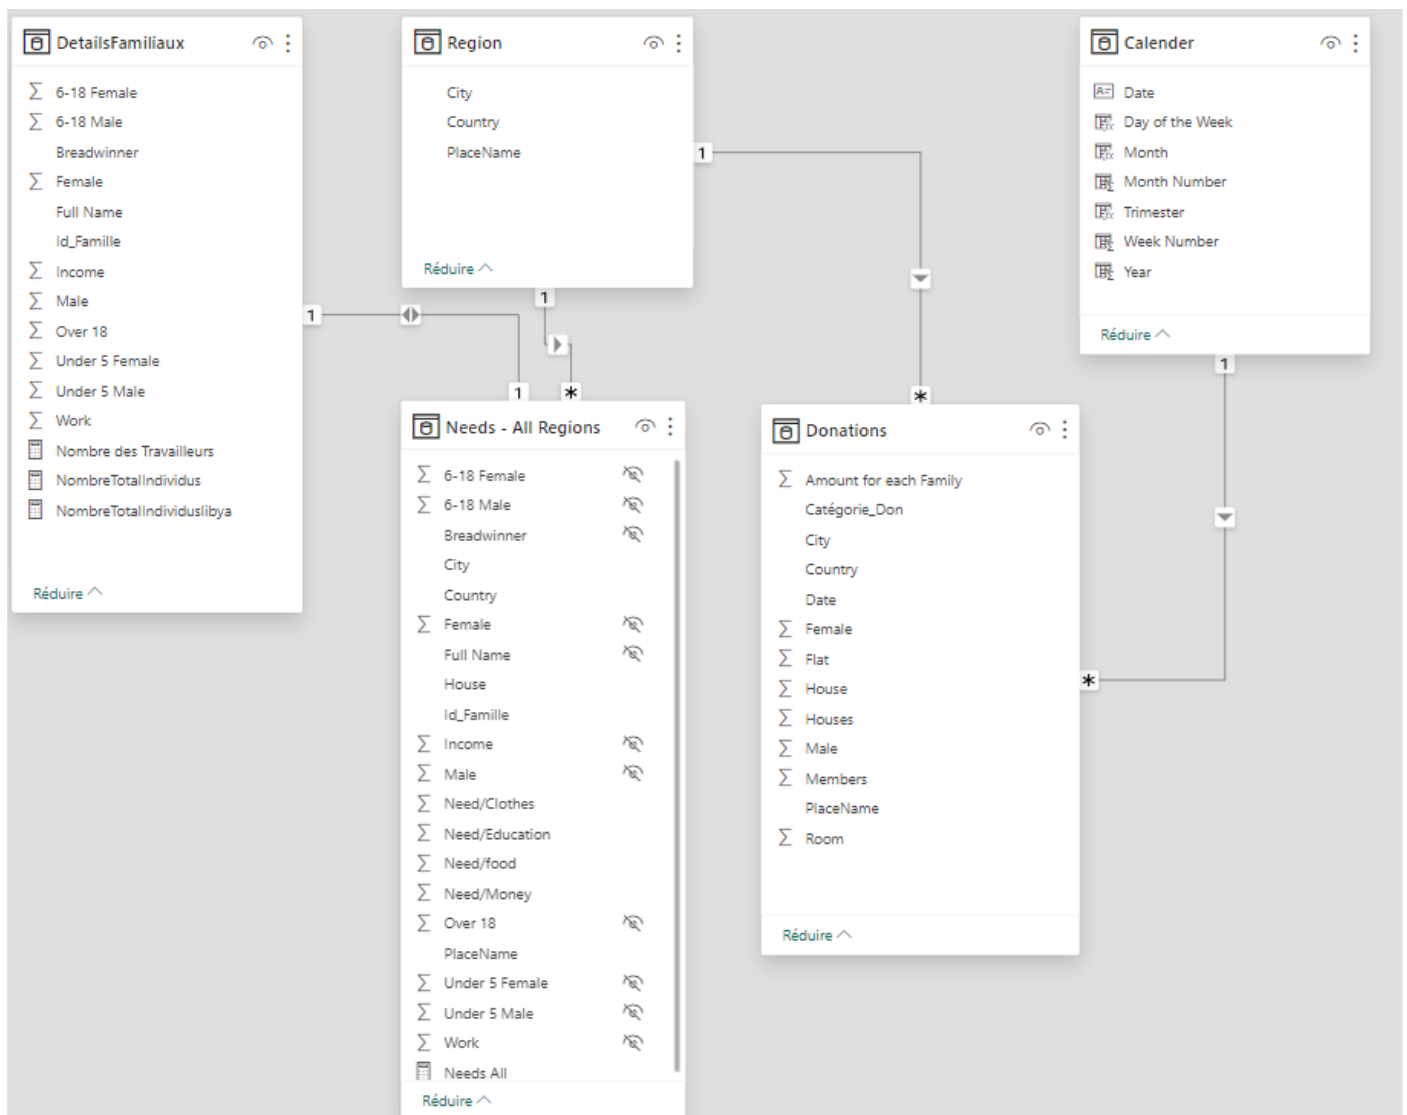 DetailsFamiliaux
6-18 Female
6-18 Male
Breadwinner
Female
Full Name
Id_Famille
Income
Male
Over 18
Under 5 Female
Under 5 Male
Work
Nombre des Travailleurs
NombreTotalIndividus
NombreTotalIndividuslibya
Réduire
Region
City
Country
PlaceName
Réduire
Calender
Date
Day of the Week
Month
Month Number
Trimester
Week Number
Year
Réduire
1
1
1
1
*
1
*
*
1
Needs - All Regions
6-18 Female
6-18 Male
Breadwinner
City
Country
Female
Full Name
House
Id_Famille
Income
Male
Need/Clothes
Need/Education
Need/food
Need/Money
Over 18
PlaceName
Under 5 Female
Under 5 Male
Work
Needs All
Réduire
Donations
Amount for each Family
Catégorie_Don
City
Country
Date
Female
Flat
House
Houses
Male
Members
PlaceName
Room
Réduire